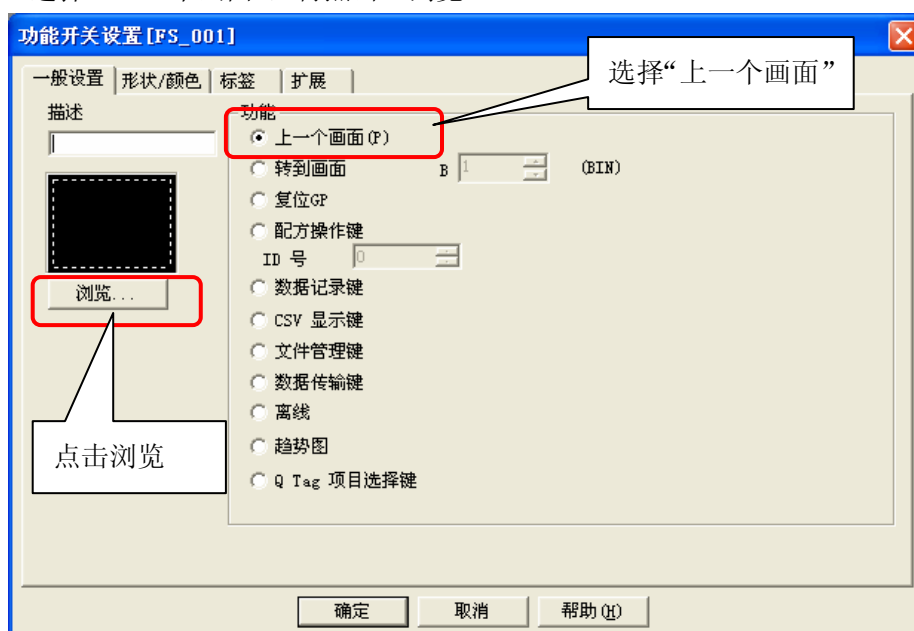 功能开关设置[FS_001]
选择“上一个画面”
一般设置 形状/颜色 标签 扩展
描述
功能
上一个画面(P)
转到画面 B 1 (BIN)
复位GP
配方操作键
ID 号 0
浏览...
数据记录键
CSV 显示键
文件管理键
数据传输键
离线
趋势图
点击浏览
Q Tag 项目选择键
确定 取消 帮助(H)